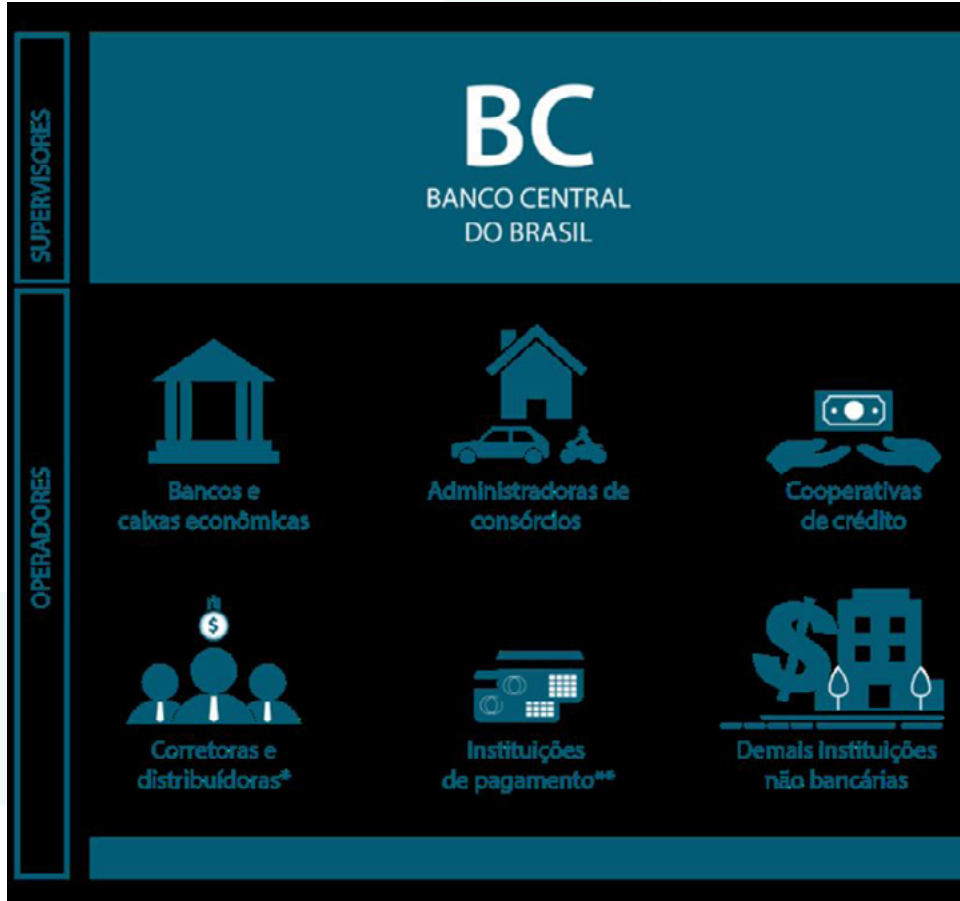 SUPERVISORES
BC
BANCO CENTRAL
DO BRASIL
OPERADORES
Bancos e
caixas econômicas
Administradoras de
consórcios
Cooperativas
de crédito
$
Corretoras e
distribuídoras*
Instituições
de pagamento**
$
Demais instituições
não bancárias